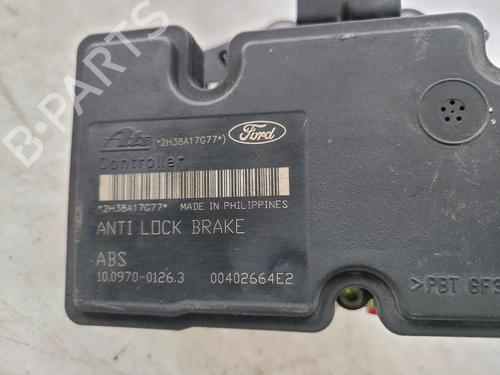 B-PARTS
Ate (*2H38A17G77*) Ford
Controller
*2H38A17G77* MADE IN PHILIPPINES
ANTI LOCK BRAKE
ABS
10.0970-0126.3 00402664E2
>PBT GF3